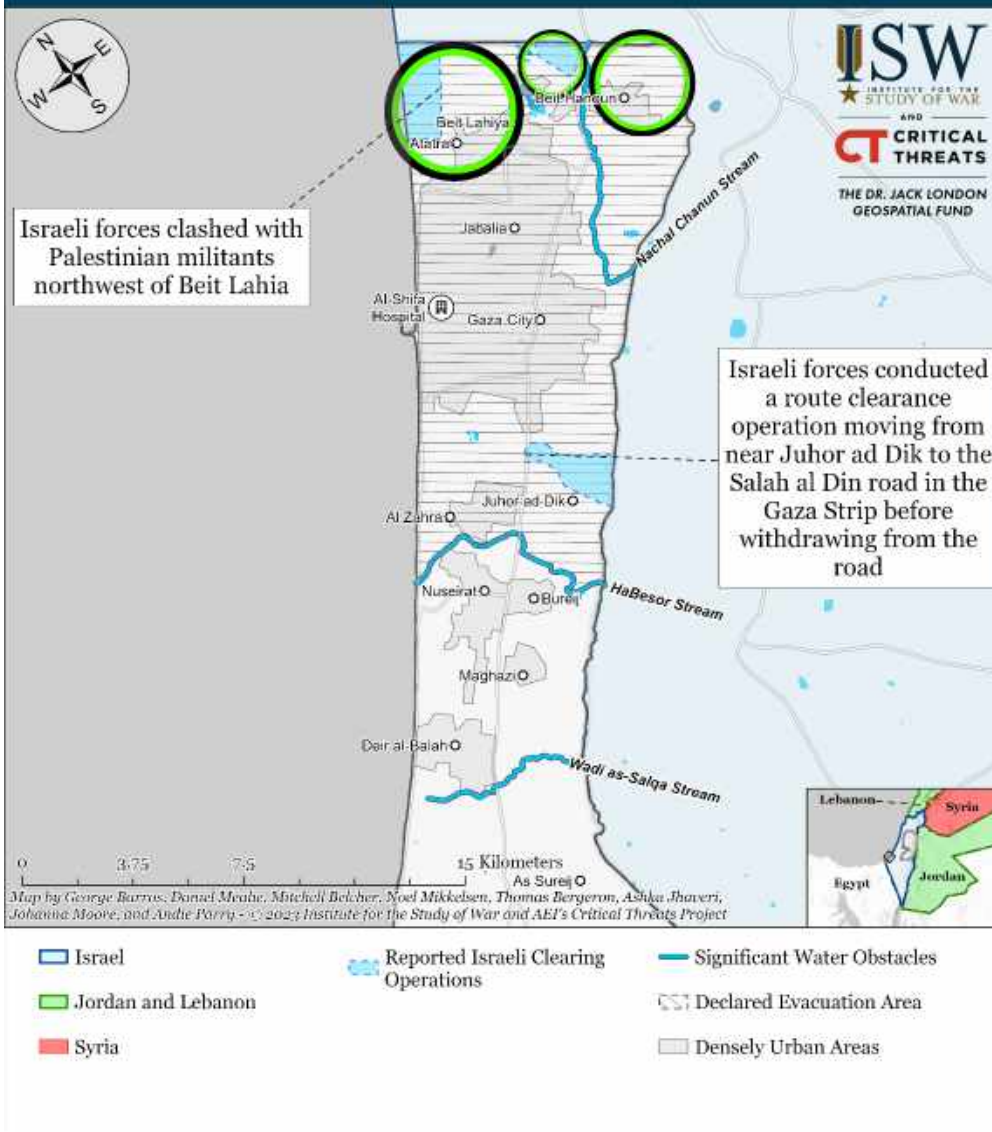 N
E
W
S
ISW
INSTITUTE FOR THE
STUDY OF WAR
AND
CT CRITICAL
THREATS
THE DR. JACK LONDON
GEOSPATIAL FUND
Beit Hanoun
Beit Lahiya
Atatra
Israeli forces clashed with
Palestinian militants
northwest of Beit Lahia
Jabalia
Nachal Chanun Stream
Al-Shifa
Hospital
Gaza City
Israeli forces conducted
a route clearance
operation moving from
near Juhor ad Dik to the
Salah al Din road in the
Gaza Strip before
withdrawing from the
road
Juhor ad-Dik
Al Zahra
Nuseirat
Bureij
HaBesor Stream
Maghazi
Deir al-Balah
Wadi as-Salqa Stream
Lebanon
Syria
Egypt
Jordan
0
3.75
7.5
15 Kilometers
As Sureij
Map by George Barros, Daniel Mealie, Mitchell Belcher, Noel Mikkelsen, Thomas Bergeron, Ashka Jhaveri,
Johanna Moore, and Andie Parry - © 2023 Institute for the Study of War and AEI's Critical Threats Project
Israel
Jordan and Lebanon
Syria
Reported Israeli Clearing
Operations
Significant Water Obstacles
Declared Evacuation Area
Densely Urban Areas